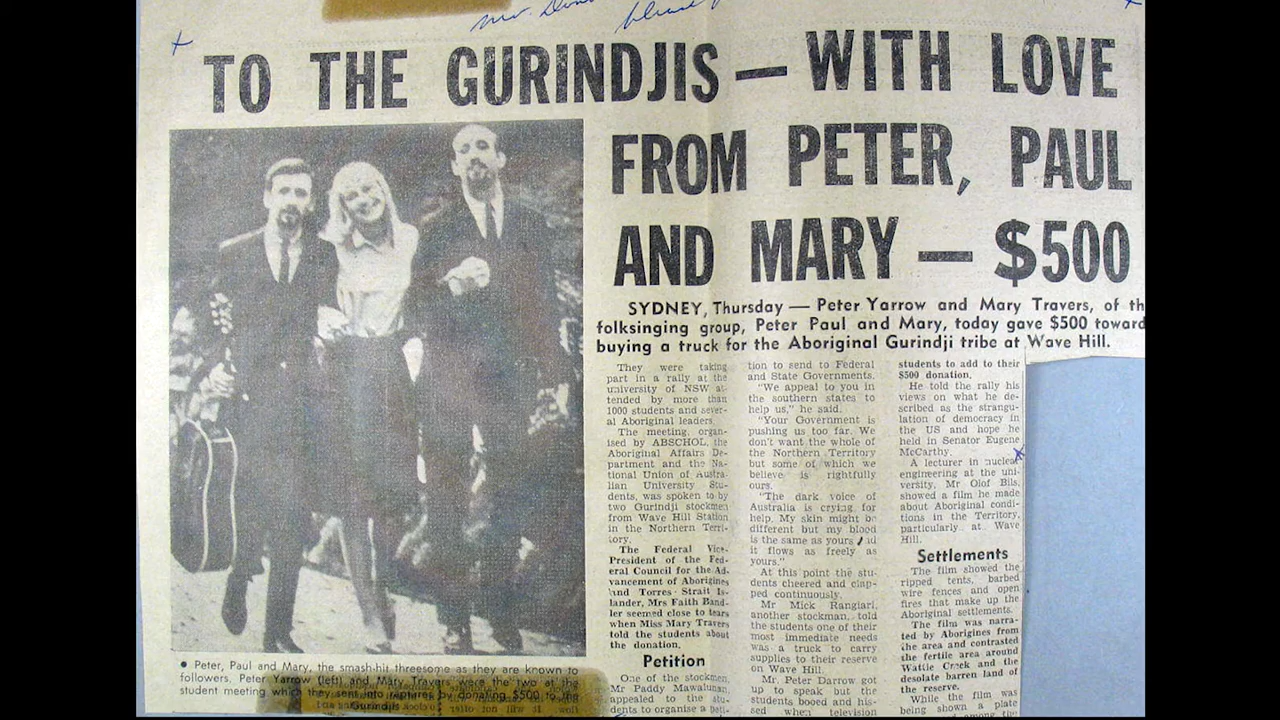 TO THE GURINDJIS — WITH LOVE
FROM PETER, PAUL
AND MARY — $500
SYDNEY, Thursday — Peter Yarrow and Mary Travers, of th
folksinging group, Peter Paul and Mary, today gave $500 toward
buying a truck for the Aboriginal Gurindji tribe at Wave Hill.
They were taking
part in a rally at the
university of NSW at-
tended by more than
1000 students and sever-
al Aboriginal leaders.
The meeting, organ-
ised by ABSCHOL, the
Aboriginal Affairs De-
partment and the Na-
tional Union of Austra-
lian University Stu-
dents, was spoken to by
two Gurindji stockmen
from Wave Hill Station
in the Northern Terri-
tory.
The Federal Vice-
President of the Fed-
eral Council for the Ad-
vancement of Aborigines
and Torres Strait Is-
lander, Mrs Faith Band-
ler seemed close to tears
when Miss Mary Travers
told the students about
the donation.
Petition
One of the stockmen,
Mr Paddy Mawalunan,
appealed to the stu-
dents to organise a peti-
tion to send to Federal
and State Governments.
"We appeal to you in
the southern states to
help us," he said.
"Your Government is
pushing us too far. We
don't want the whole of
the Northern Territory
but some of which we
believe is rightfully
ours.
"The dark voice of
Australia is crying for
help. My skin might be
different but my blood
is the same as yours and
it flows as freely as
yours."
At this point the stu-
dents cheered and clap-
ped continuously.
Mr Mick Rangiari,
another stockman, told
the students one of their
most immediate needs
was a truck to carry
supplies to their reserve
on Wave Hill.
Mr. Peter Darrow got
up to speak but the
students booed and his-
sed when television
students to add to their
$500 donation.
He told the rally his
views on what he de-
scribed as the strangu-
lation of democracy in
the US and hope he
held in Senator Eugene
McCarthy.
A lecturer in nuclear
engineering at the uni-
versity, Mr Olof Bils,
showed a film he made
about Aboriginal condi-
tions in the Territory,
particularly at Wave
Hill.
Settlements
The film showed the
ripped tents, barbed
wire fences and open
fires that make up the
Aboriginal settlements.
The film was narra-
ted by Aborigines from
the area and contrasted
the fertile area around
Wattle Creek and the
desolate barren land of
the reserve.
While the film was
being shown a plate
• Peter, Paul and Mary, the smash-hit threesome as they are known to
followers. Peter Yarrow (left) and Mary Travers were the two at the
student meeting which they sent into raptures by donating $500 to the
Gurindjis